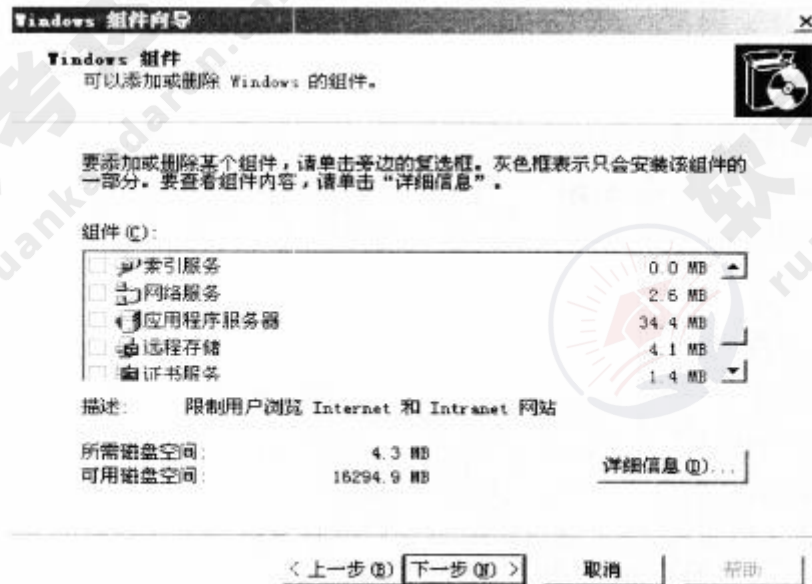 Windows 组件向导
Windows 组件
可以添加或删除 Windows 的组件。
要添加或删除某个组件，请单击旁边的复选框。灰色框表示只会安装该组件的
一部分。要查看组件内容，请单击“详细信息”。
组件(C):
索引服务 0.0 MB
网络服务 2.6 MB
应用程序服务器 34.4 MB
远程存储 4.1 MB
证书服务 1.4 MB
描述: 限制用户浏览 Internet 和 Intranet 网站
所需磁盘空间: 4.3 MB
可用磁盘空间: 16294.9 MB
详细信息(D)...
< 上一步(B) 下一步(N) > 取消 帮助